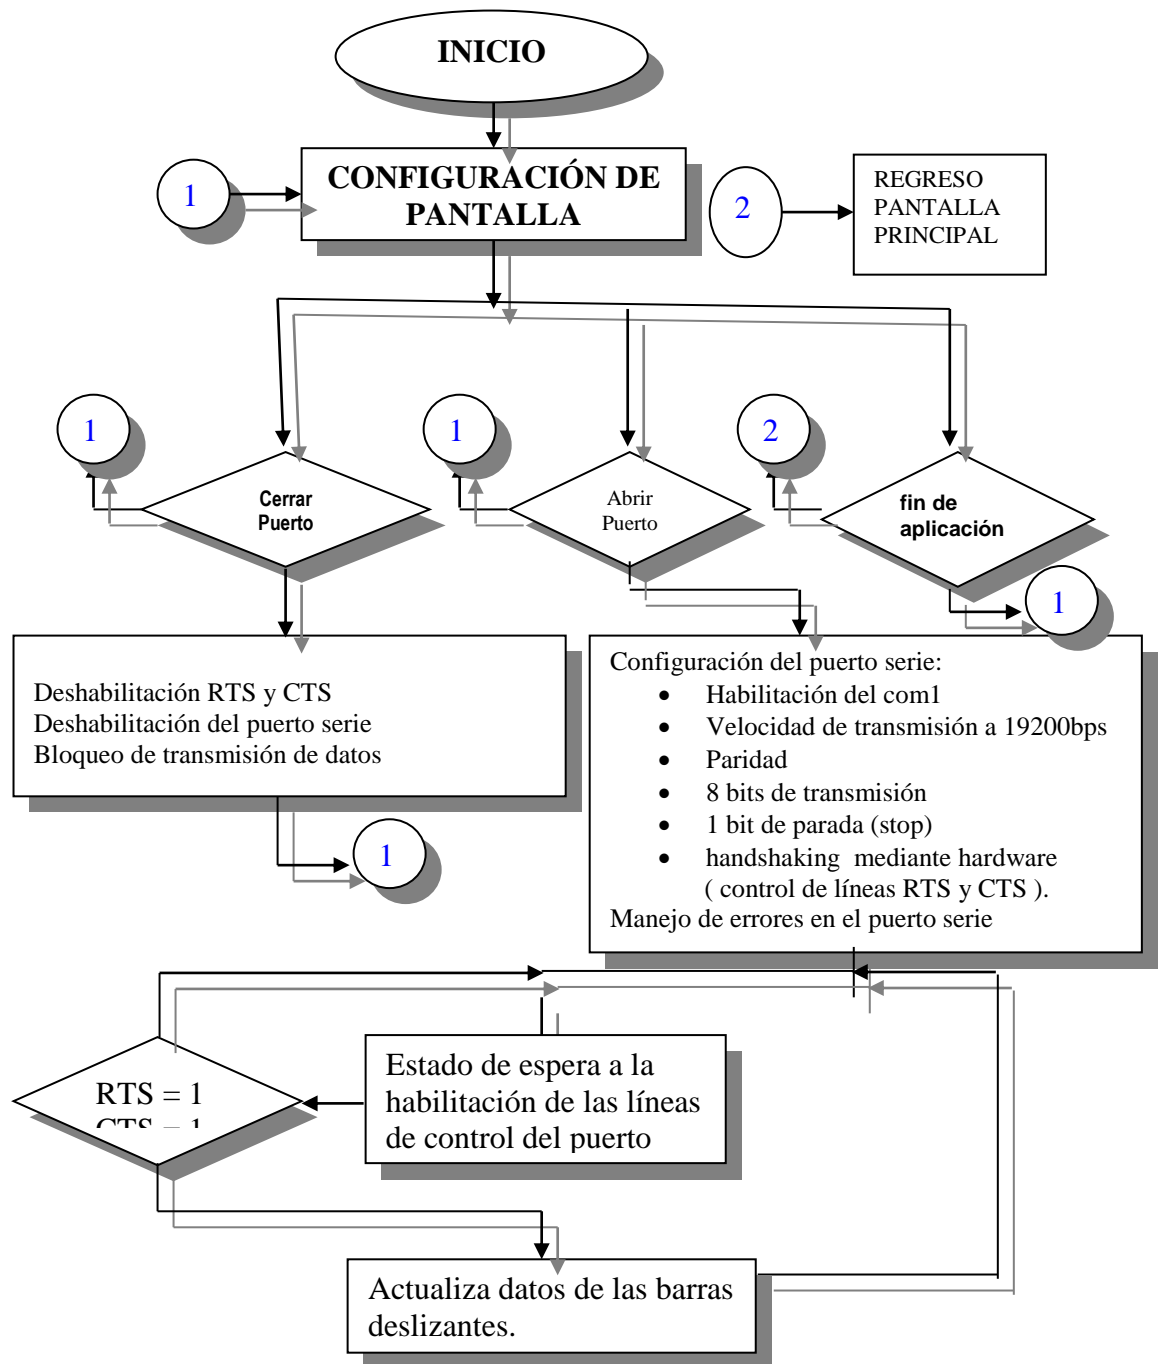 INICIO
CONFIGURACIÓN DE
PANTALLA
1
2
REGRESO
PANTALLA
PRINCIPAL
1
1
2
Cerrar
Puerto
Abrir
Puerto
fin de
aplicación
1
Deshabilitación RTS y CTS
Deshabilitación del puerto serie
Bloqueo de transmisión de datos
1
Configuración del puerto serie:
• Habilitación del com1
• Velocidad de transmisión a 19200bps
• Paridad
• 8 bits de transmisión
• 1 bit de parada (stop)
• handshaking mediante hardware
( control de líneas RTS y CTS ).
Manejo de errores en el puerto serie
RTS = 1
CTS = 1
Estado de espera a la
habilitación de las líneas
de control del puerto
Actualiza datos de las barras
deslizantes.